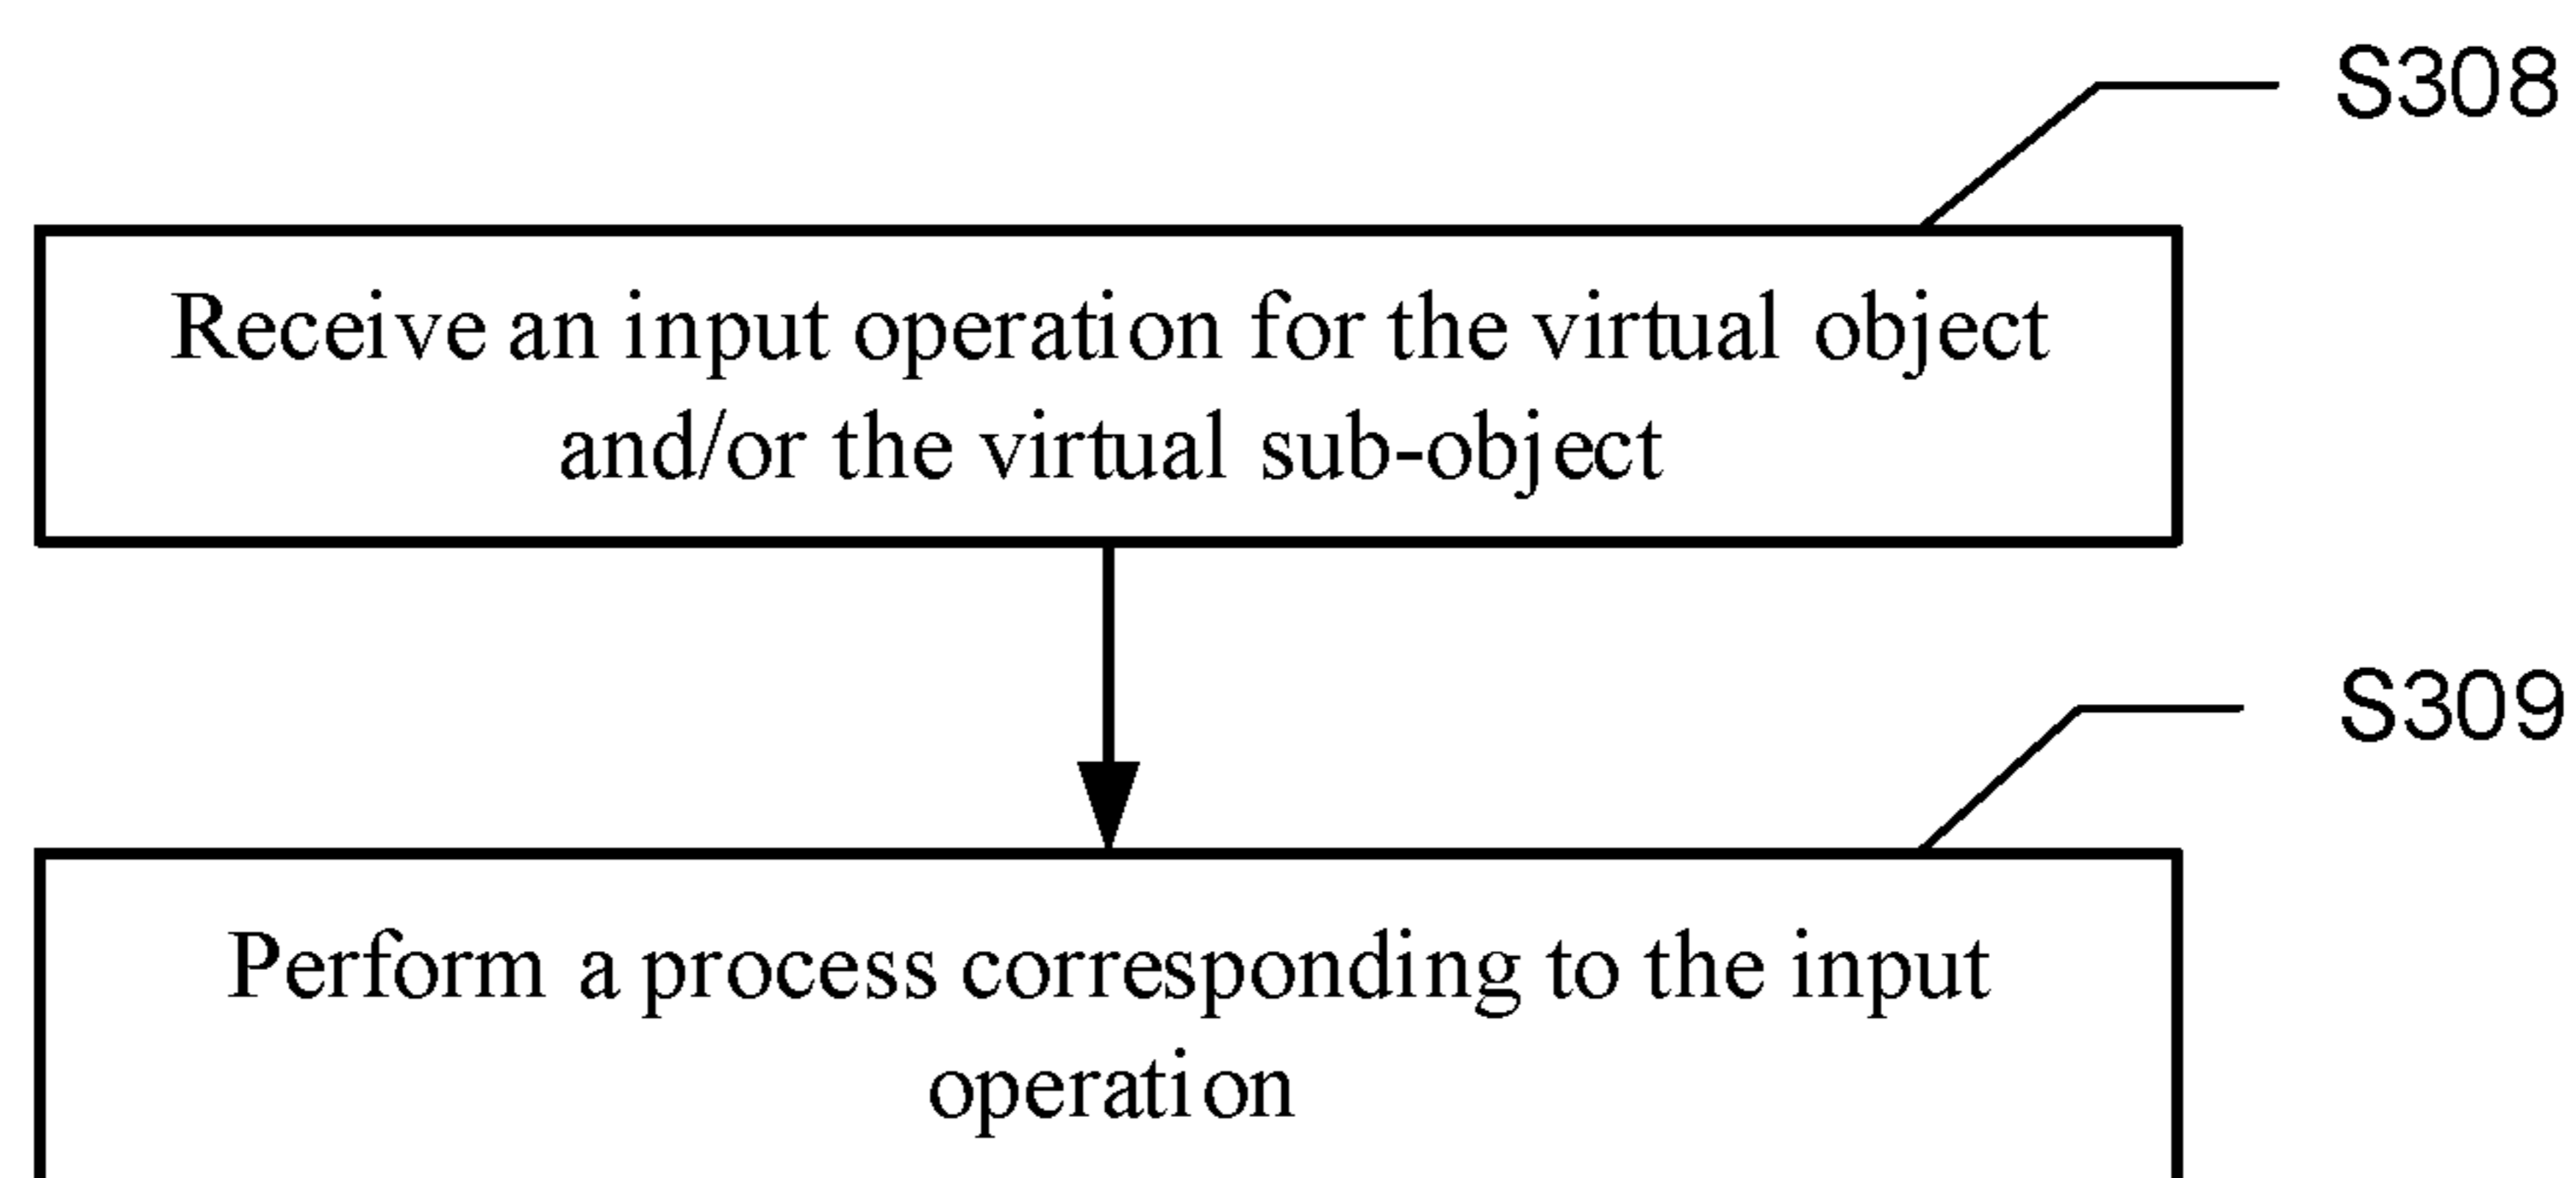 S308
Receive an input operation for the virtual object
and/or the virtual sub-object
S309
Perform a process corresponding to the input
operation